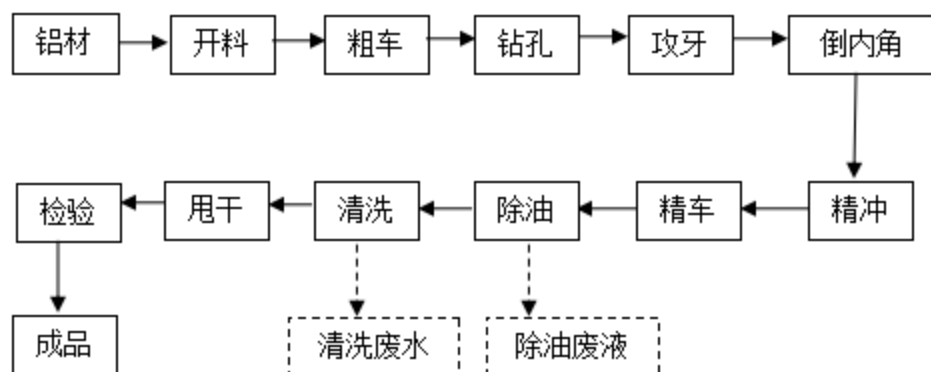 铝材
开料
粗车
钻孔
攻牙
倒内角
精冲
精车
除油
清洗
甩干
检验
成品
清洗废水
除油废液